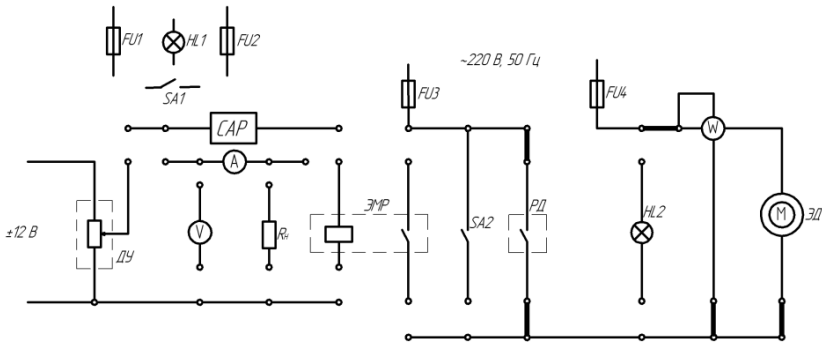 FU1 HL1 FU2
SA1
~220 В, 50 Гц
FU3 FU4
САР
А W
ЭМР РД HL2
±12 В ДУ V Rн SA2 М ЭД